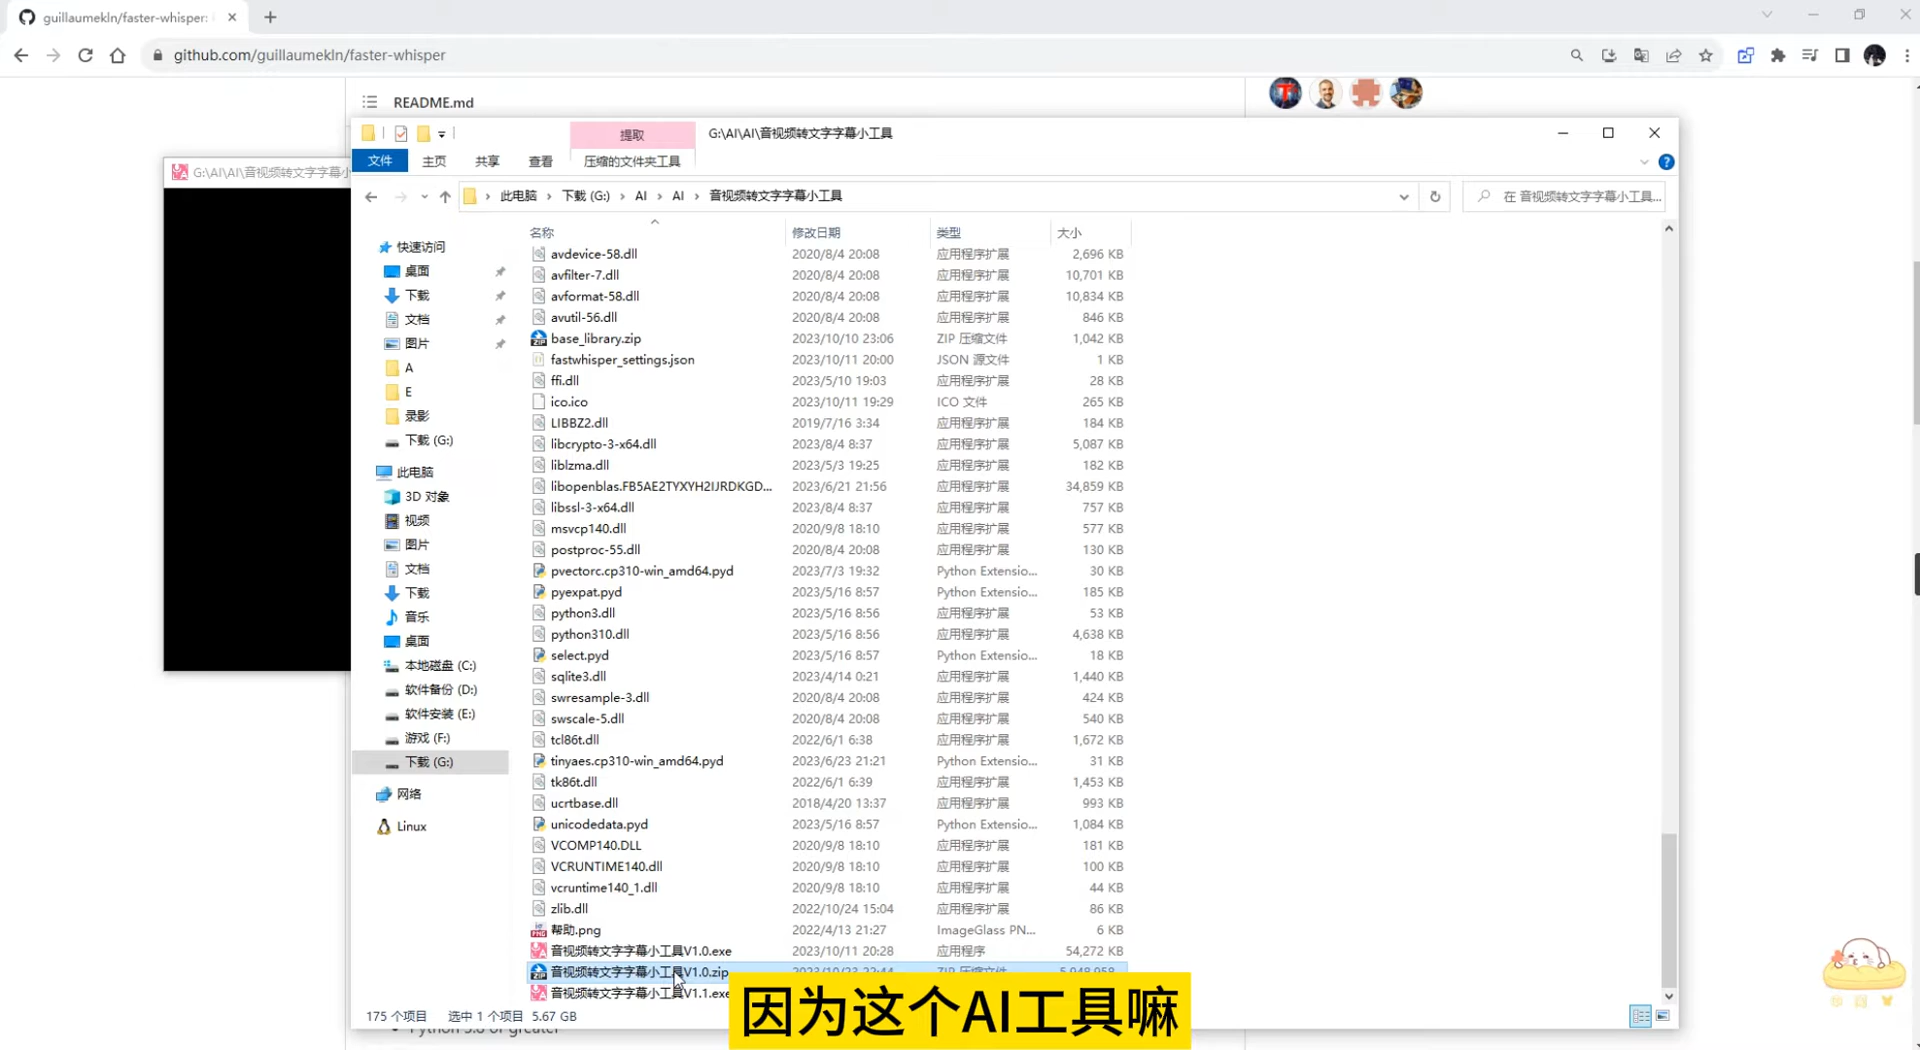 guillaumekln/faster-whisper:
github.com/guillaumekln/faster-whisper
README.md
G:\AI\AI\音视频转文字字幕小
提取
G:\AI\AI\音视频转文字字幕小工具
文件 主页 共享 查看 压缩的文件夹工具
此电脑 下载 (G:) AI AI 音视频转文字字幕小工具
在 音视频转文字字幕小工具...
快速访问
桌面
下载
文档
图片
A
E
录影
下载 (G:)
此电脑
3D 对象
视频
图片
文档
下载
音乐
桌面
本地磁盘 (C:)
软件备份 (D:)
软件安装 (E:)
游戏 (F:)
下载 (G:)
网络
Linux
名称 修改日期 类型 大小
avdevice-58.dll 2020/8/4 20:08 应用程序扩展 2,696 KB
avfilter-7.dll 2020/8/4 20:08 应用程序扩展 10,701 KB
avformat-58.dll 2020/8/4 20:08 应用程序扩展 10,834 KB
avutil-56.dll 2020/8/4 20:08 应用程序扩展 846 KB
base_library.zip 2023/10/10 23:06 ZIP 压缩文件 1,042 KB
fastwhisper_settings.json 2023/10/11 20:00 JSON 源文件 1 KB
ffi.dll 2023/5/10 19:03 应用程序扩展 28 KB
ico.ico 2023/10/11 19:29 ICO 文件 265 KB
LIBBZ2.dll 2019/7/16 3:34 应用程序扩展 184 KB
libcrypto-3-x64.dll 2023/8/4 8:37 应用程序扩展 5,087 KB
liblzma.dll 2023/5/3 19:25 应用程序扩展 182 KB
libopenblas.FB5AE2TYXYH2IJRDKGD... 2023/6/21 21:56 应用程序扩展 34,859 KB
libssl-3-x64.dll 2023/8/4 8:37 应用程序扩展 757 KB
msvcp140.dll 2020/9/8 18:10 应用程序扩展 577 KB
postproc-55.dll 2020/8/4 20:08 应用程序扩展 130 KB
pvectorc.cp310-win_amd64.pyd 2023/7/3 19:32 Python Extensio... 30 KB
pyexpat.pyd 2023/5/16 8:57 Python Extensio... 185 KB
python3.dll 2023/5/16 8:56 应用程序扩展 53 KB
python310.dll 2023/5/16 8:56 应用程序扩展 4,638 KB
select.pyd 2023/5/16 8:57 Python Extensio... 18 KB
sqlite3.dll 2023/4/14 0:21 应用程序扩展 1,440 KB
swresample-3.dll 2020/8/4 20:08 应用程序扩展 424 KB
swscale-5.dll 2020/8/4 20:08 应用程序扩展 540 KB
tcl86t.dll 2022/6/1 6:38 应用程序扩展 1,672 KB
tinyaes.cp310-win_amd64.pyd 2023/6/23 21:21 Python Extensio... 31 KB
tk86t.dll 2022/6/1 6:39 应用程序扩展 1,453 KB
ucrtbase.dll 2018/4/20 13:37 应用程序扩展 993 KB
unicodedata.pyd 2023/5/16 8:57 Python Extensio... 1,084 KB
VCOMP140.DLL 2020/9/8 18:10 应用程序扩展 181 KB
VCRUNTIME140.dll 2020/9/8 18:10 应用程序扩展 100 KB
vcruntime140_1.dll 2020/9/8 18:10 应用程序扩展 44 KB
zlib.dll 2022/10/24 15:04 应用程序扩展 86 KB
帮助.png 2022/4/13 21:27 ImageGlass PN... 6 KB
音视频转文字字幕小工具V1.0.exe 2023/10/11 20:28 应用程序 54,272 KB
音视频转文字字幕小工具V1.0.zip 2023/10/23 22:44 ZIP 压缩文件 5,948,958...
音视频转文字字幕小工具V1.1.exe
175 个项目 选中 1 个项目 5.67 GB
因为这个AI工具嘛